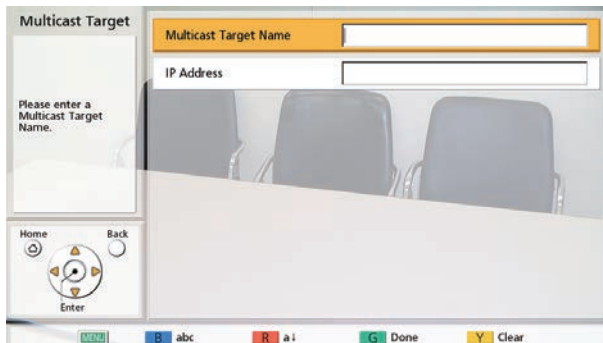 Multicast Target
Multicast Target Name
IP Address
Please enter a
Multicast Target
Name.
Home
Back
Enter
MENU
B abc
R a↓
G Done
Y Clear